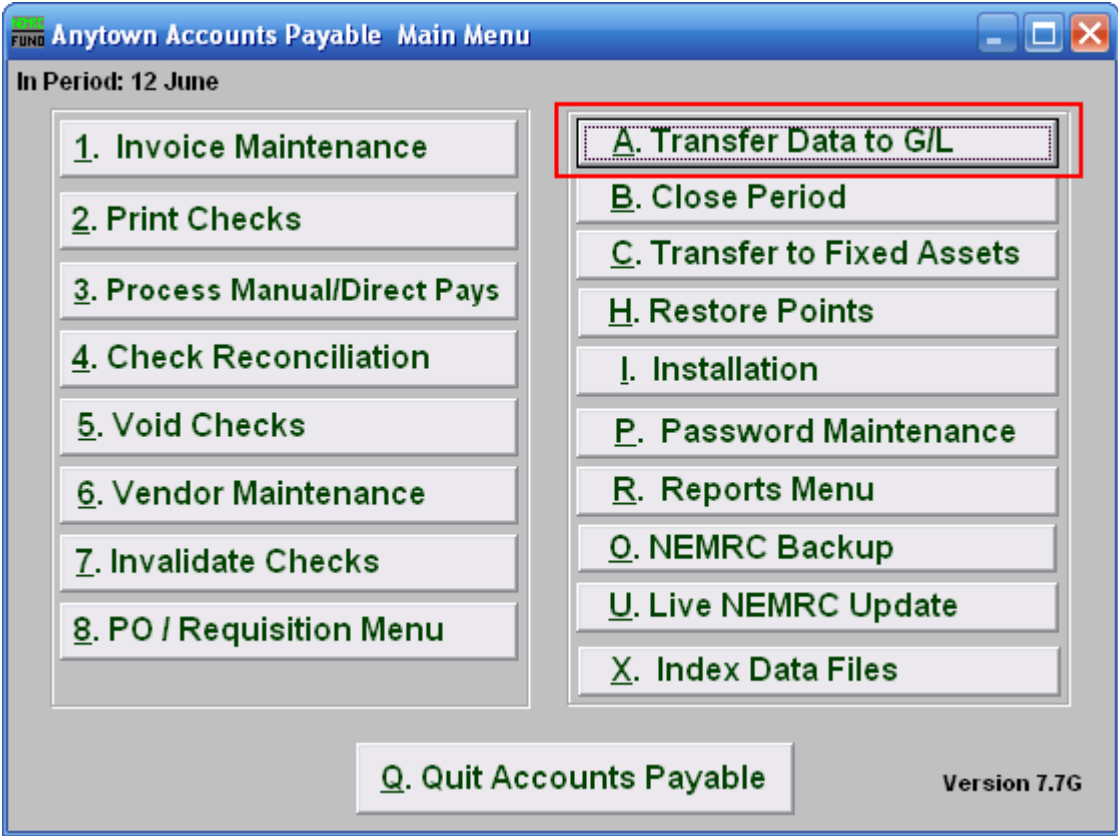 NEMRC
FUND Anytown Accounts Payable Main Menu
In Period: 12 June
1. Invoice Maintenance
2. Print Checks
3. Process Manual/Direct Pays
4. Check Reconciliation
5. Void Checks
6. Vendor Maintenance
7. Invalidate Checks
8. PO / Requisition Menu
A. Transfer Data to G/L
B. Close Period
C. Transfer to Fixed Assets
H. Restore Points
I. Installation
P. Password Maintenance
R. Reports Menu
O. NEMRC Backup
U. Live NEMRC Update
X. Index Data Files
Q. Quit Accounts Payable
Version 7.7G